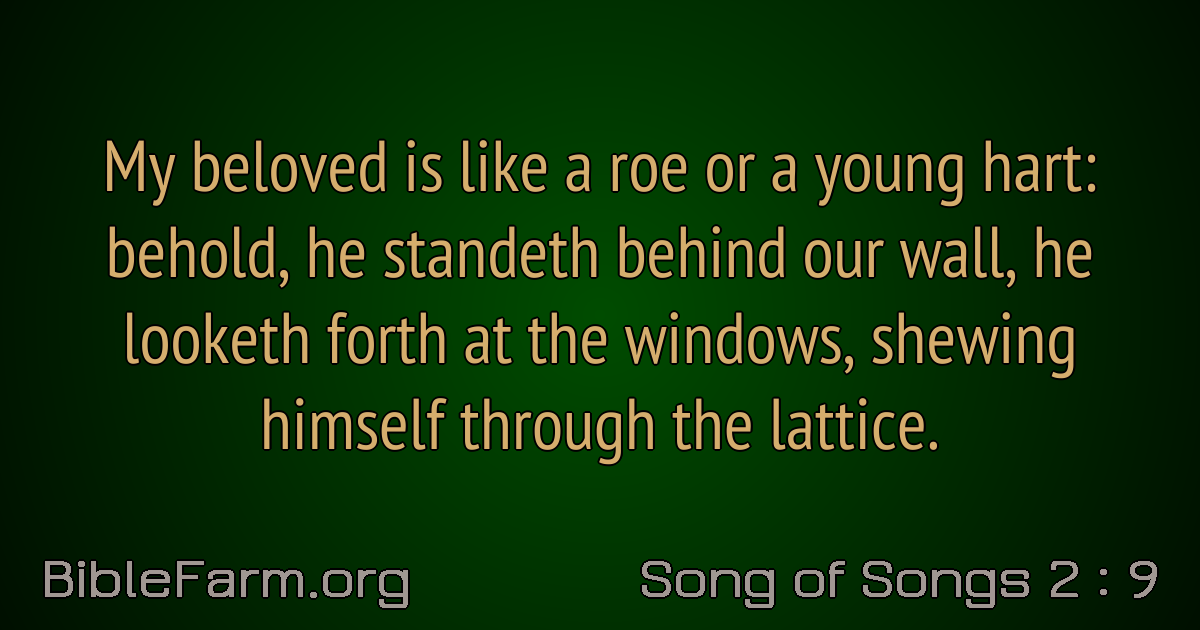 My beloved is like a roe or a young hart:
behold, he standeth behind our wall, he
looketh forth at the windows, shewing
himself through the lattice.
BibleFarm.org
Song of Songs 2 : 9